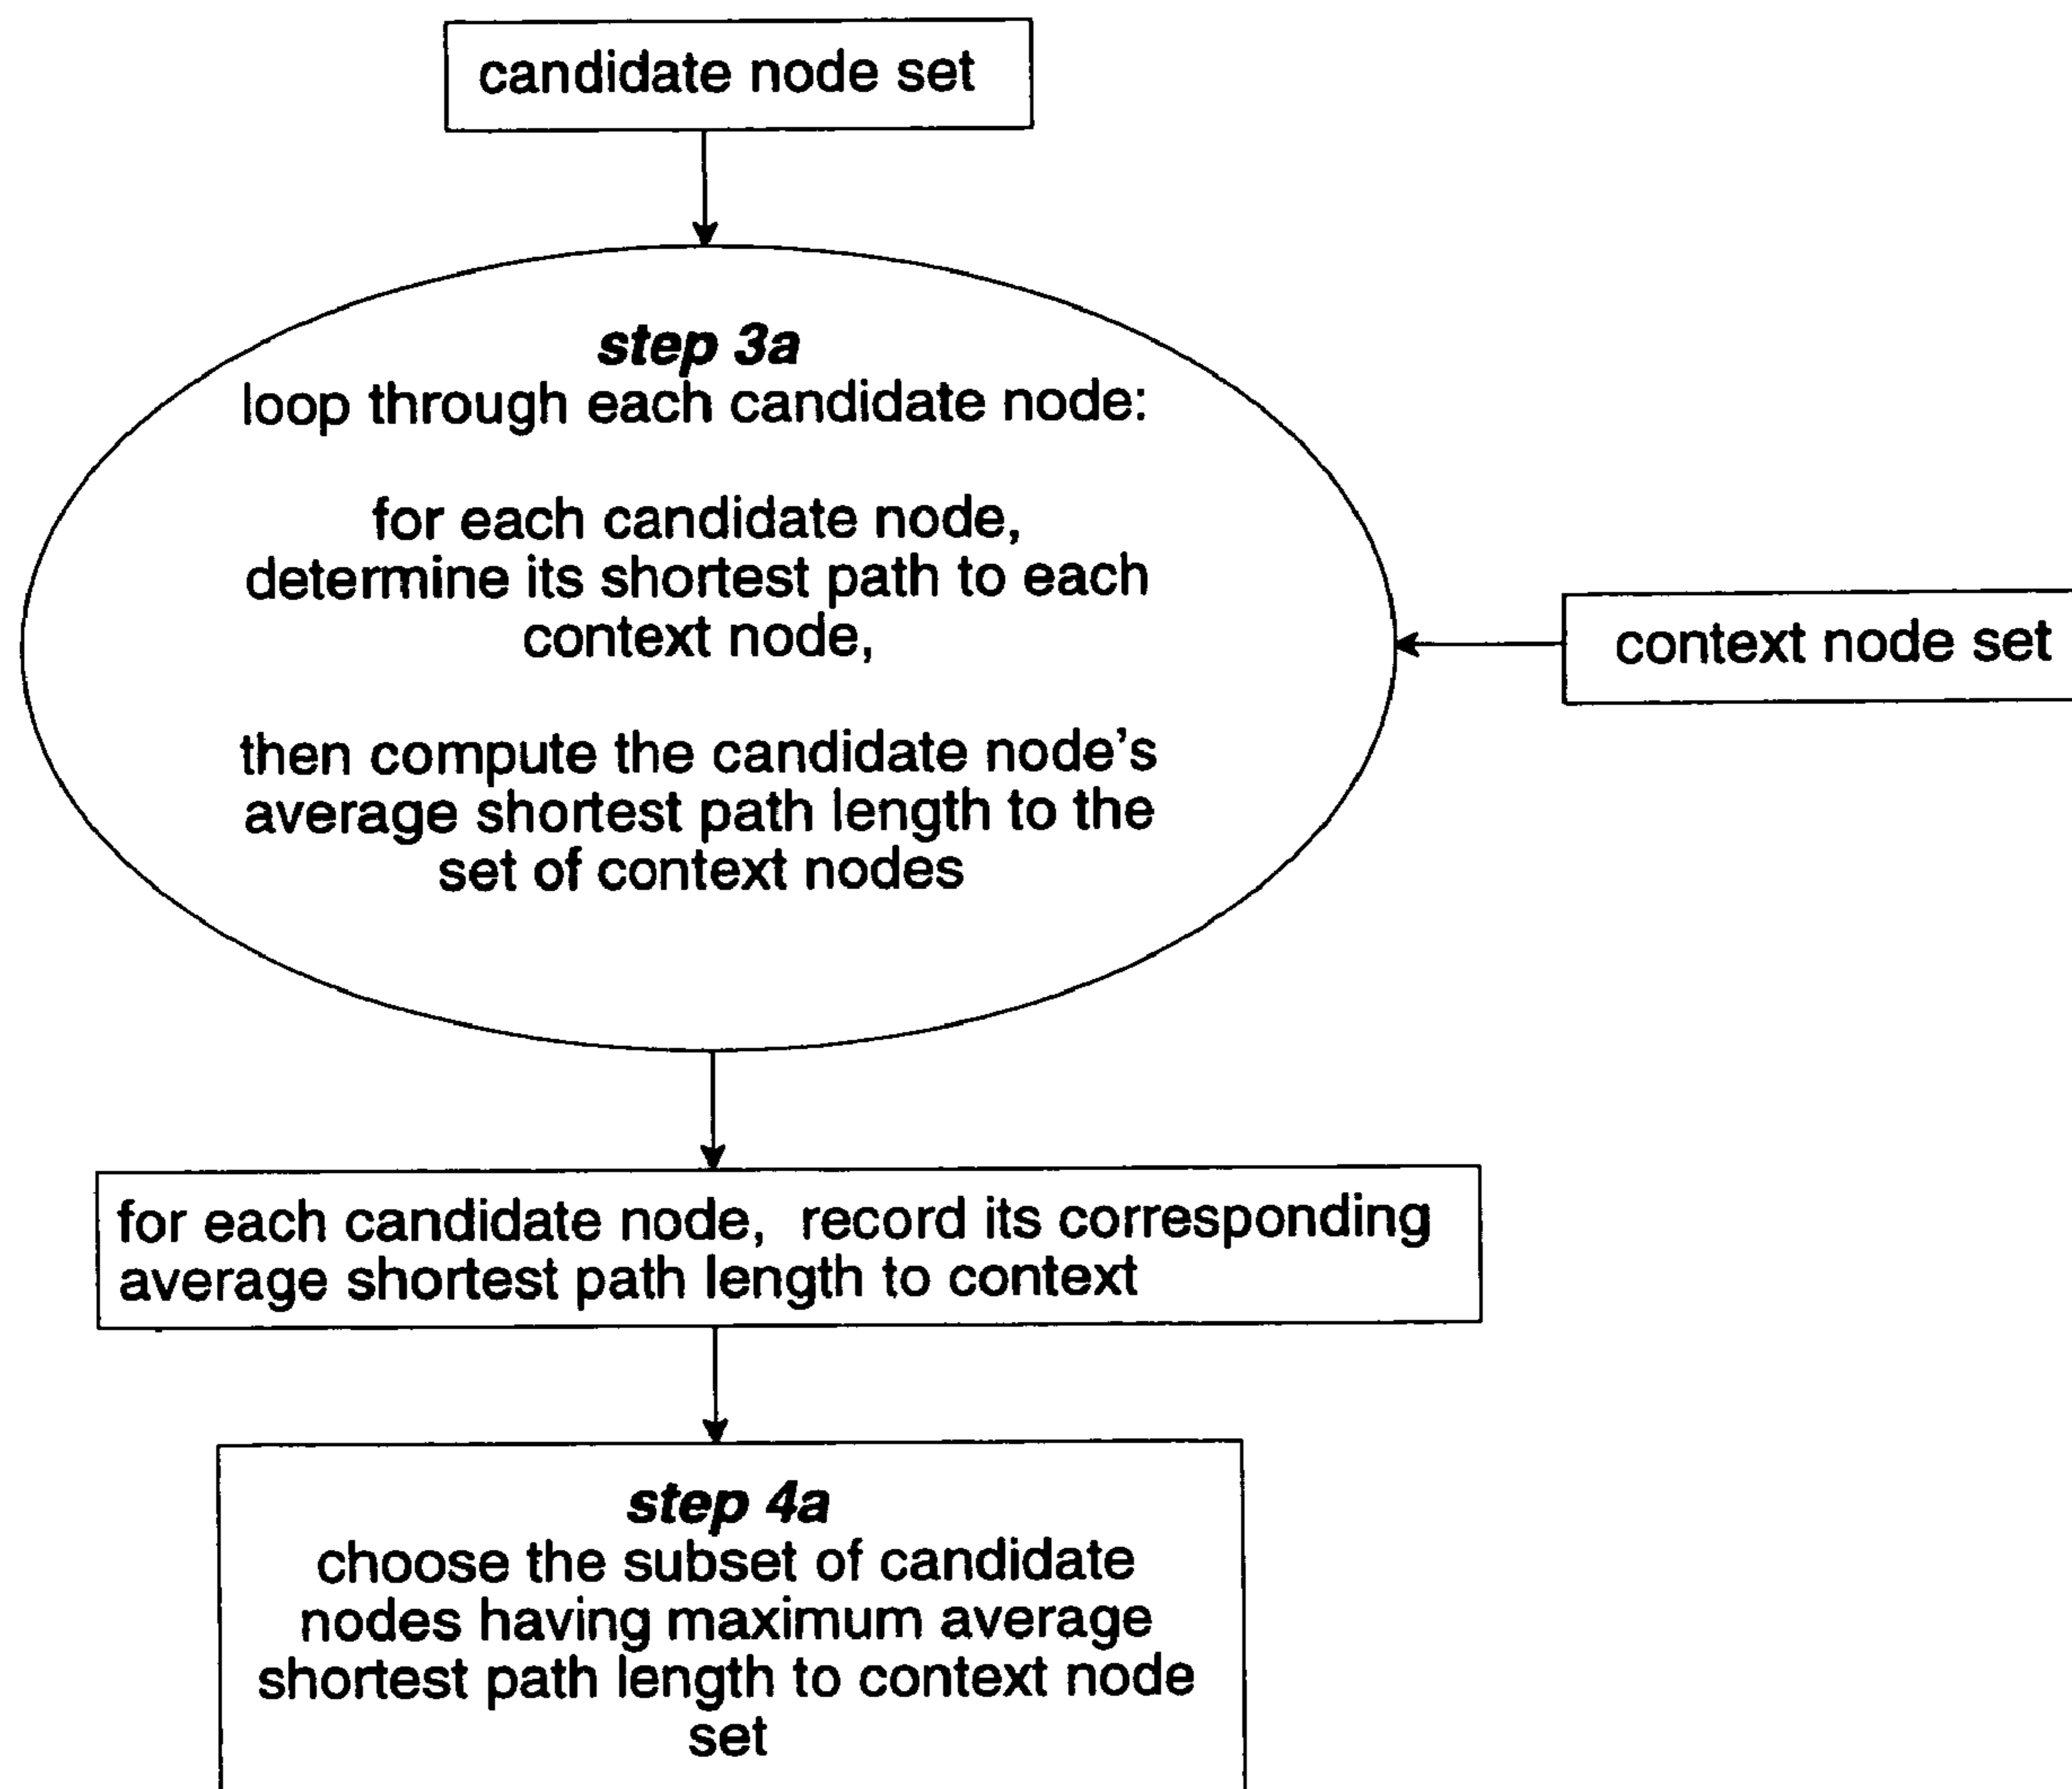 candidate node set
step 3a
loop through each candidate node:
for each candidate node,
determine its shortest path to each
context node,
then compute the candidate node's
average shortest path length to the
set of context nodes
context node set
for each candidate node, record its corresponding
average shortest path length to context
step 4a
choose the subset of candidate
nodes having maximum average
shortest path length to context node
set